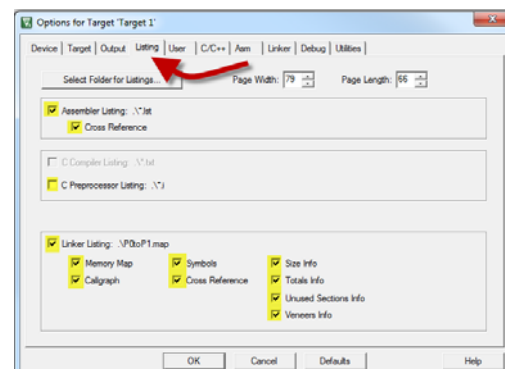 Options for Target 'Target 1'
Device | Target | Output | Listing | User | C/C++ | Asm | Linker | Debug | Utilities
Select Folder for Listings... Page Width: 79 Page Length: 66
Assembler Listing: .\*.lst
Cross Reference
C Compiler Listing: .\*.txt
C Preprocessor Listing: .\*.i
Linker Listing: .\P0toP1.map
Memory Map Symbols Size Info
Callgraph Cross Reference Totals Info
Unused Sections Info
Veneers Info
OK Cancel Defaults Help